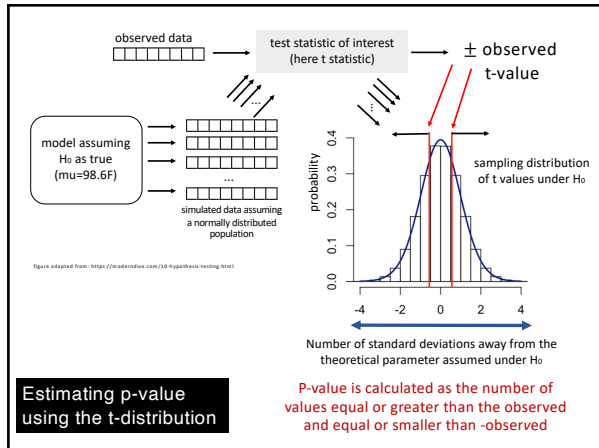 observed data
test statistic of interest
(here t statistic)
± observed
t-value
...
...
model assuming
H₀ as true
(mu=98.6F)
...
simulated data assuming
a normally distributed
population
figure adapted from: https://moderndive.com/10-hypothesis-testing.html
probability
0.4
0.3
0.2
0.1
0.0
-4
-2
0
2
4
sampling distribution
of t values under H₀
Number of standard deviations away from the
theoretical parameter assumed under H₀
Estimating p-value
using the t-distribution
P-value is calculated as the number of
values equal or greater than the observed
and equal or smaller than -observed